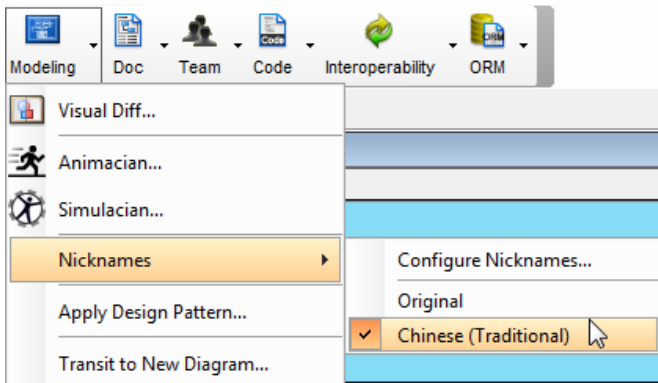 Modeling Doc Team Code Interoperability ORM
Visual Diff...
Animacian...
Simulacian...
Nicknames
Configure Nicknames...
Original
Apply Design Pattern...
Chinese (Traditional)
Transit to New Diagram...